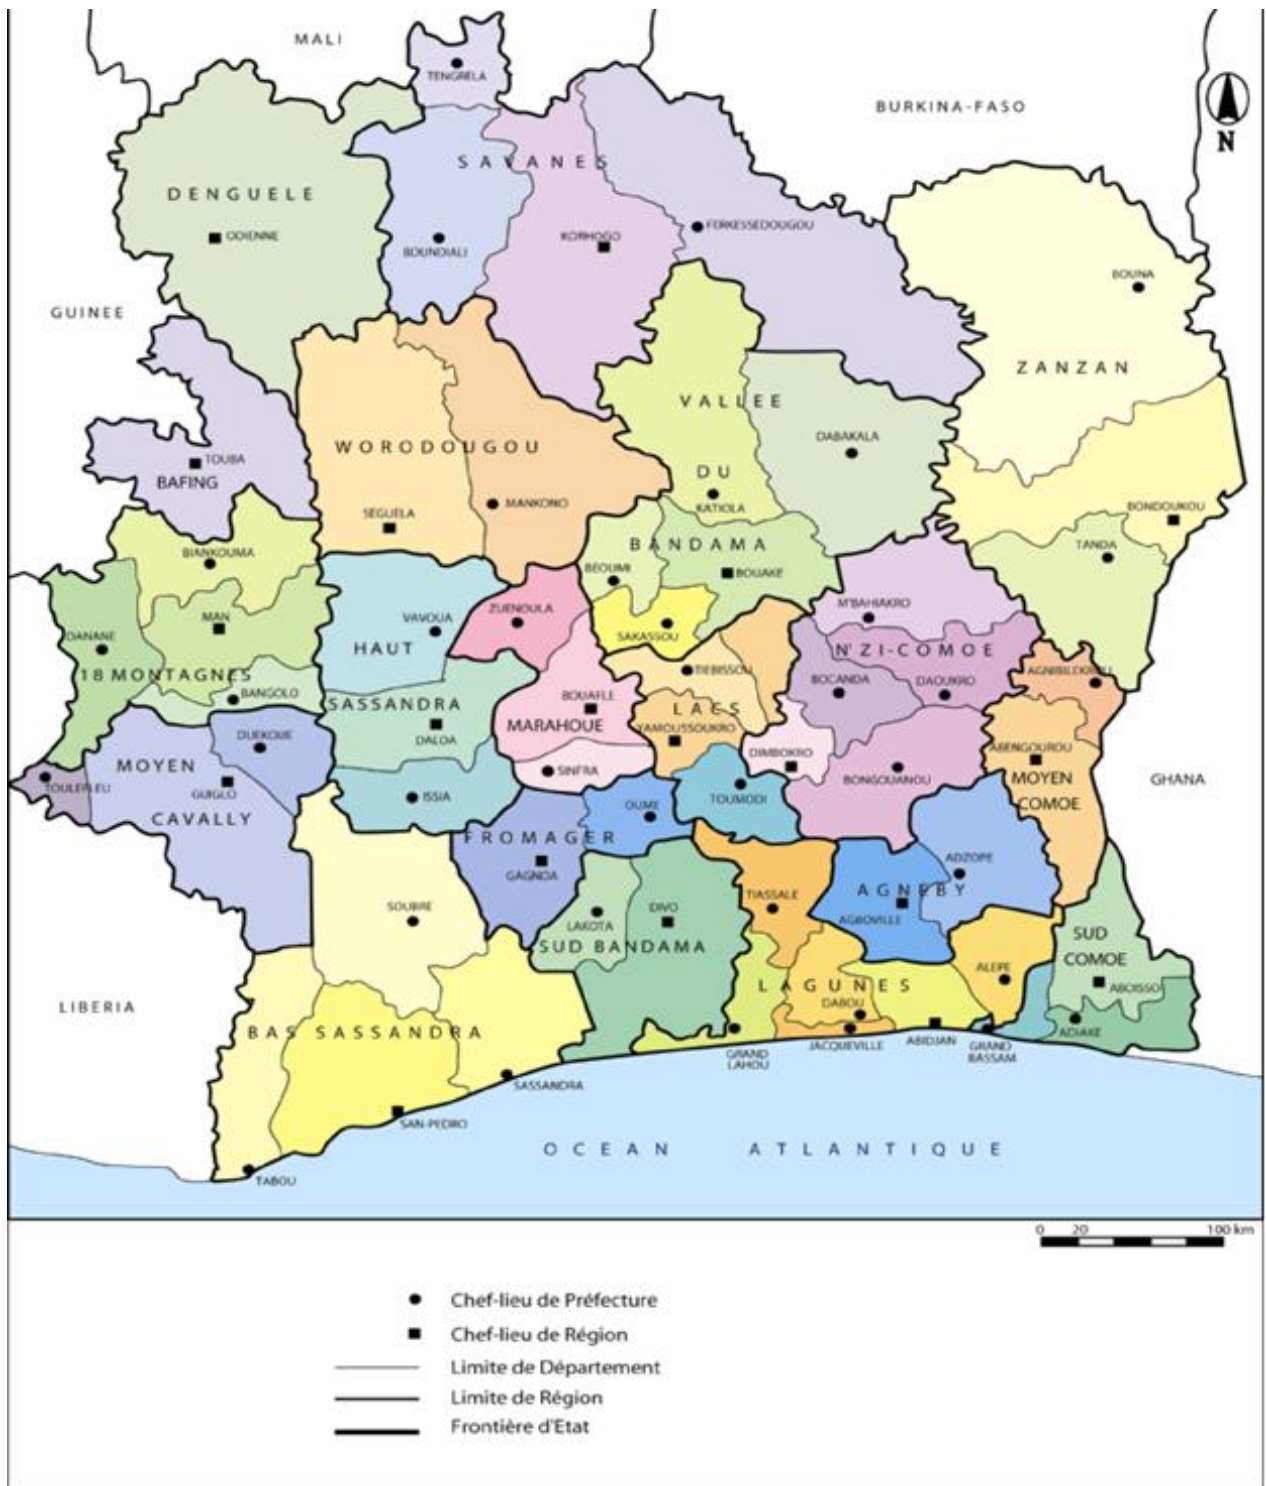 MALI
TENGRELA
BURKINA-FASO
N
SAVANES
DENGUELE
ODIENNE
BOUNDIALI
KORHOGO
FERKESSEDOUGOU
BOUNA
GUINEE
ZANZAN
VALLEE
DABAKALA
WORODOUGOU
TOUBA
BAFING
DU
KATIOLA
SEGUELA
MANKONO
BONDOUKOU
BANDAMA
TANDA
BIANKOUMA
BEOUMI
BOUAKE
MAN
VAVOUA
ZUENOULA
M'BAHIAKRO
DANANE
SAKASSOU
HAUT
N'ZI-COMOE
18 MONTAGNES
TIEBISSOU
BOCANDA
DAOUKRO
AGNIBILEKROU
BANGOLO
SASSANDRA
BOUAFLE
LACS
MARAHOUE
YAMOUSSOUKRO
DALOA
DUEKOUE
DIMBOKRO
ABENGOUROU
MOYEN
SINFRA
BONGOUANOU
MOYEN
GHANA
TOULEPLEU
GUIGLO
ISSIA
TOUMODI
COMOE
CAVALLY
OUME
FROMAGER
ADZOPE
GAGNOA
AGNEBY
TIASSALE
SOUBRE
LAKOTA
DIVO
AGBOVILLE
SUD
SUD BANDAMA
COMOE
ALEPE
LAGUNES
ABOISSO
LIBERIA
DABOU
BAS SASSANDRA
ADIAKE
GRAND
LAHOU
JACQUEVILLE
ABIDJAN
GRAND
BASSAM
SASSANDRA
SAN-PEDRO
OCEAN ATLANTIQUE
TABOU
0 20 100 km
Chef-lieu de Préfecture
Chef-lieu de Région
Limite de Département
Limite de Région
Frontière d'Etat